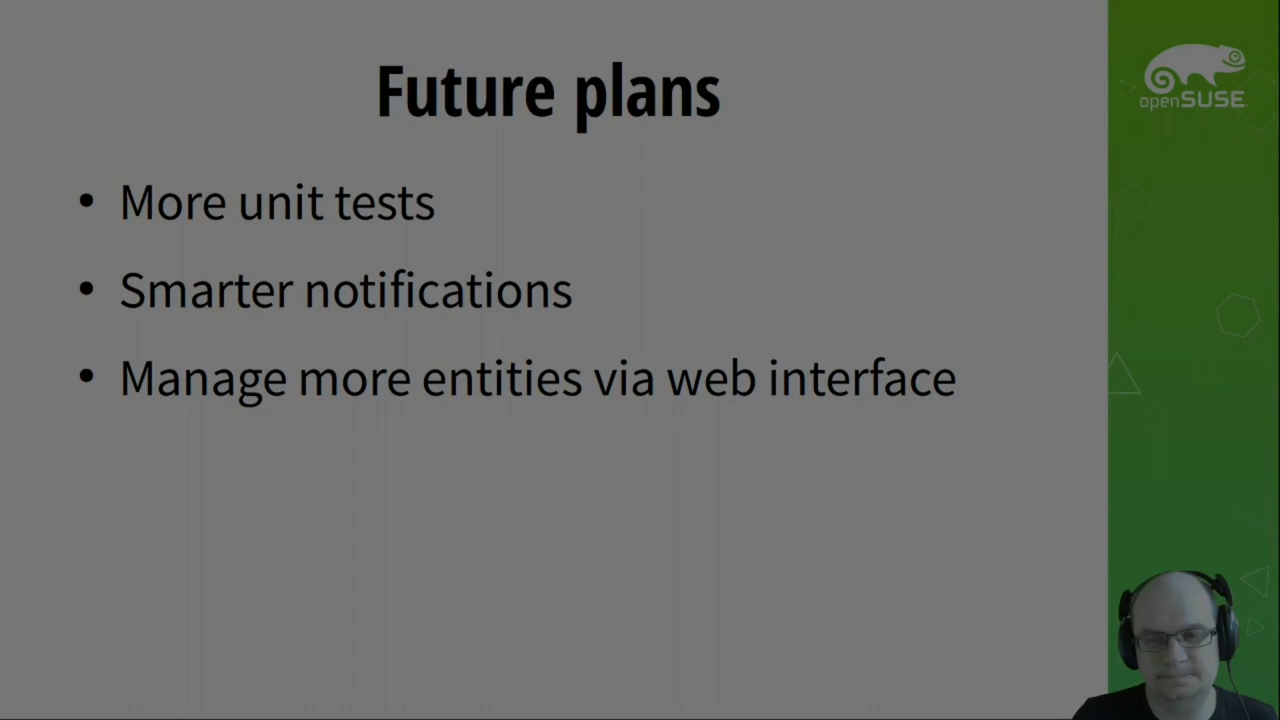 Future plans
openSUSE
• More unit tests
• Smarter notifications
• Manage more entities via web interface